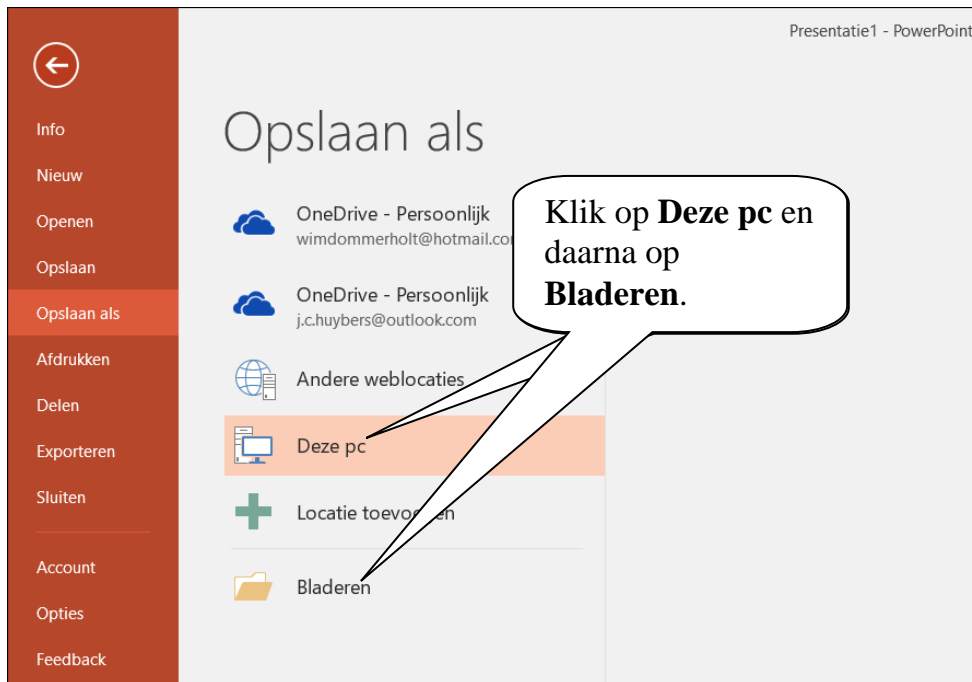 Presentatie1 - PowerPoint
Info
Nieuw
Openen
Opslaan
Opslaan als
Afdrukken
Delen
Exporteren
Sluiten
Account
Opties
Feedback
Opslaan als
OneDrive - Persoonlijk
wimdommerholt@hotmail.co
OneDrive - Persoonlijk
j.c.huybers@outlook.com
Andere weblocaties
Deze pc
Locatie
Bladeren
Klik op Deze pc en
daarna op
Bladeren.